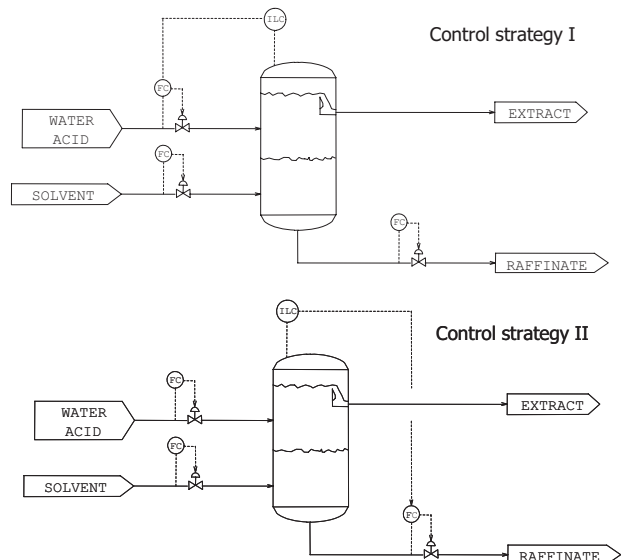 ILC
Control strategy I
FC
WATER
ACID
EXTRACT
FC
SOLVENT
FC
RAFFINATE
ILC
Control strategy II
FC
WATER
ACID
EXTRACT
FC
SOLVENT
FC
RAFFINATE